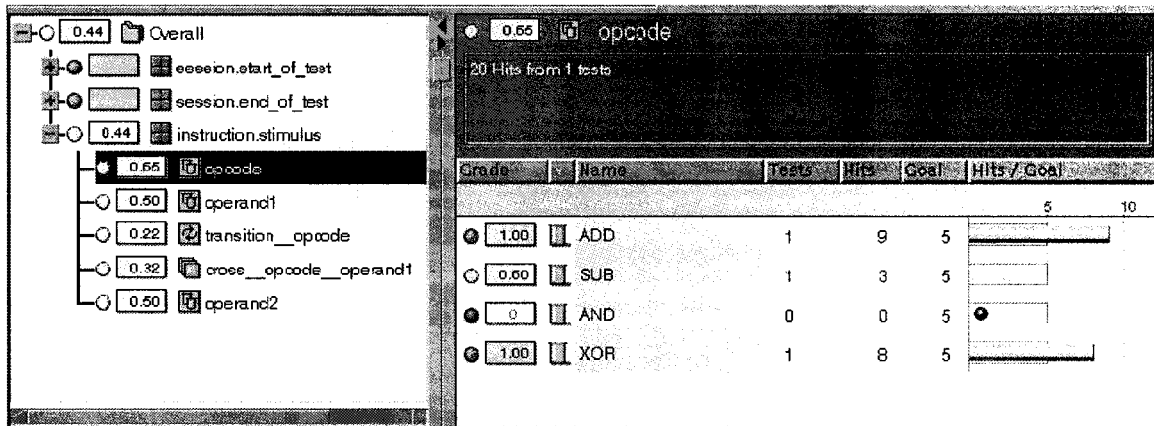 0.44 Overall
session.start_of_test
session.end_of_test
0.44 instruction.stimulus
0.65 opcode
0.50 operand1
0.22 transition__opcode
0.32 cross__opcode__operand1
0.50 operand2
0.65 opcode
20 Hits from 1 tests
Grade Name Tests Hits Goal Hits / Goal
5 10
1.00 ADD 1 9 5
0.60 SUB 1 3 5
0 AND 0 0 5
1.00 XOR 1 8 5